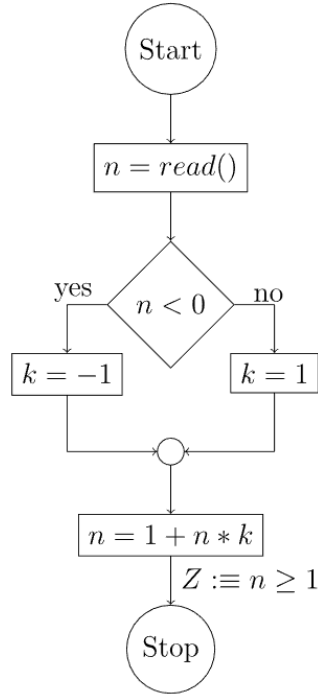 Start
n = read()
yes
n < 0
no
k = −1
k = 1
n = 1 + n ∗ k
Z :≡ n ≥ 1
Stop